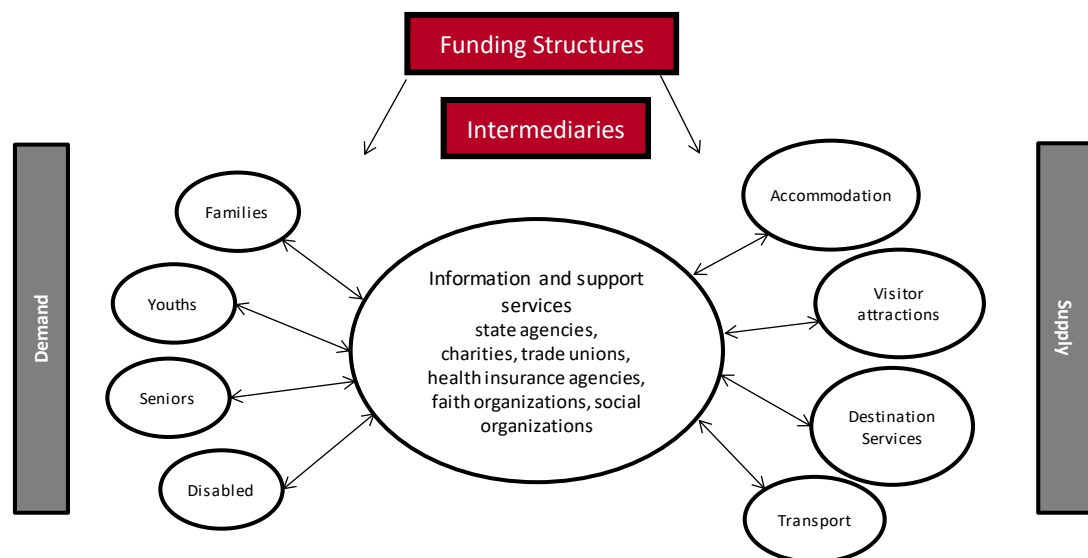 Funding Structures
Intermediaries
Demand
Families
Youths
Seniors
Disabled
Information and support
services
state agencies,
charities, trade unions,
health insurance agencies,
faith organizations, social
organizations
Accommodation
Visitor
attractions
Destination
Services
Transport
Supply